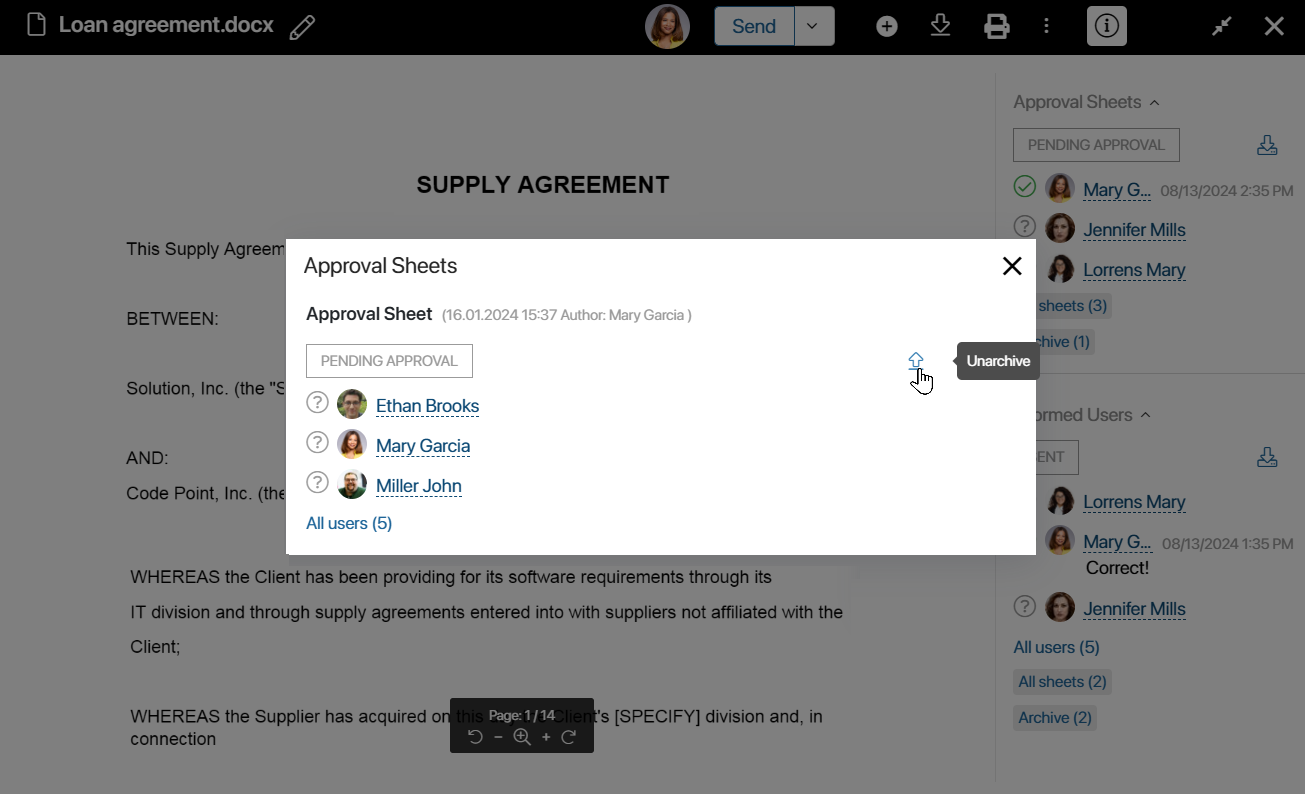 Loan agreement.docx
Send
Approval Sheets
PENDING APPROVAL
Mary G... 08/13/2024 2:35 PM
Jennifer Mills
Lorrens Mary
sheets (3)
chive (1)
ormed Users
ENT
Lorrens Mary
Mary G... 08/13/2024 1:35 PM
Correct!
Jennifer Mills
All users (5)
All sheets (2)
Archive (2)
SUPPLY AGREEMENT
This Supply Agreem
BETWEEN:
Solution, Inc. (the "S
AND:
Code Point, Inc. (the
Approval Sheets
Approval Sheet (16.01.2024 15:37 Author: Mary Garcia )
PENDING APPROVAL
Unarchive
Ethan Brooks
Mary Garcia
Miller John
All users (5)
WHEREAS the Client has been providing for its software requirements through its
IT division and through supply agreements entered into with suppliers not affiliated with the
Client;
WHEREAS the Supplier has acquired on this day the Client's [SPECIFY] division and, in
connection
Page: 1 / 14